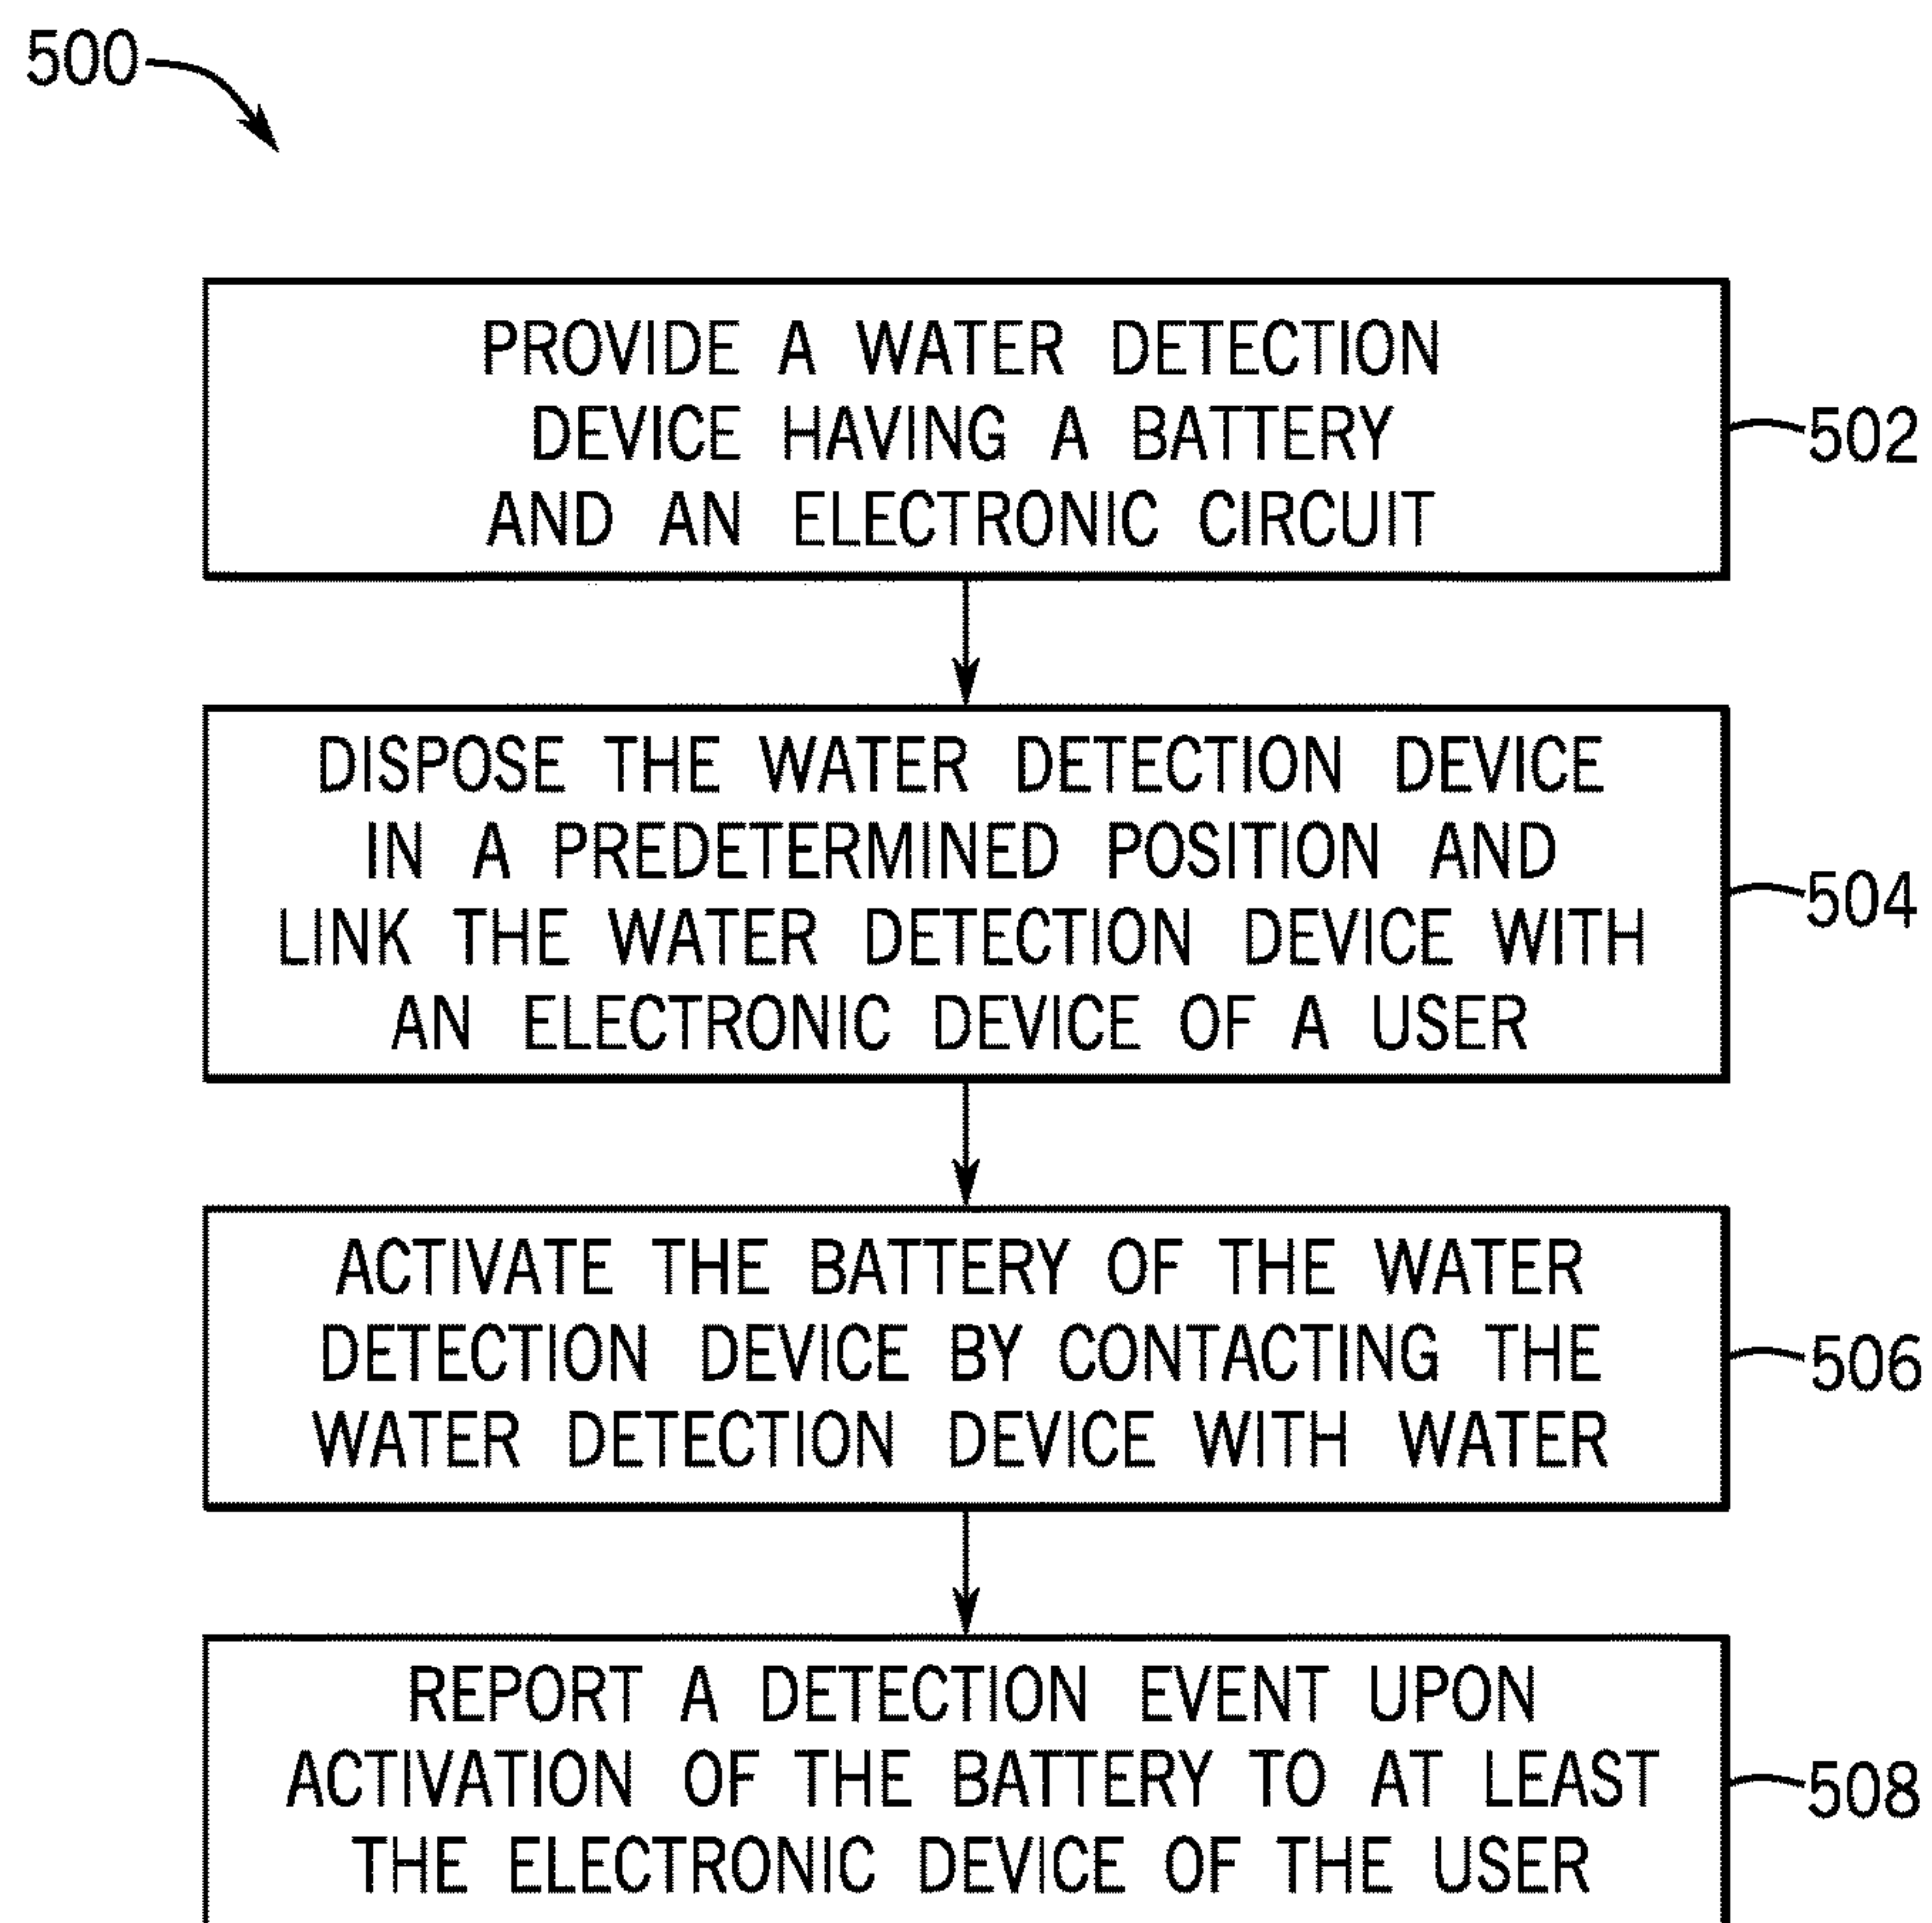 500
PROVIDE A WATER DETECTION
DEVICE HAVING A BATTERY
AND AN ELECTRONIC CIRCUIT
502
DISPOSE THE WATER DETECTION DEVICE
IN A PREDETERMINED POSITION AND
LINK THE WATER DETECTION DEVICE WITH
AN ELECTRONIC DEVICE OF A USER
504
ACTIVATE THE BATTERY OF THE WATER
DETECTION DEVICE BY CONTACTING THE
WATER DETECTION DEVICE WITH WATER
506
REPORT A DETECTION EVENT UPON
ACTIVATION OF THE BATTERY TO AT LEAST
THE ELECTRONIC DEVICE OF THE USER
508